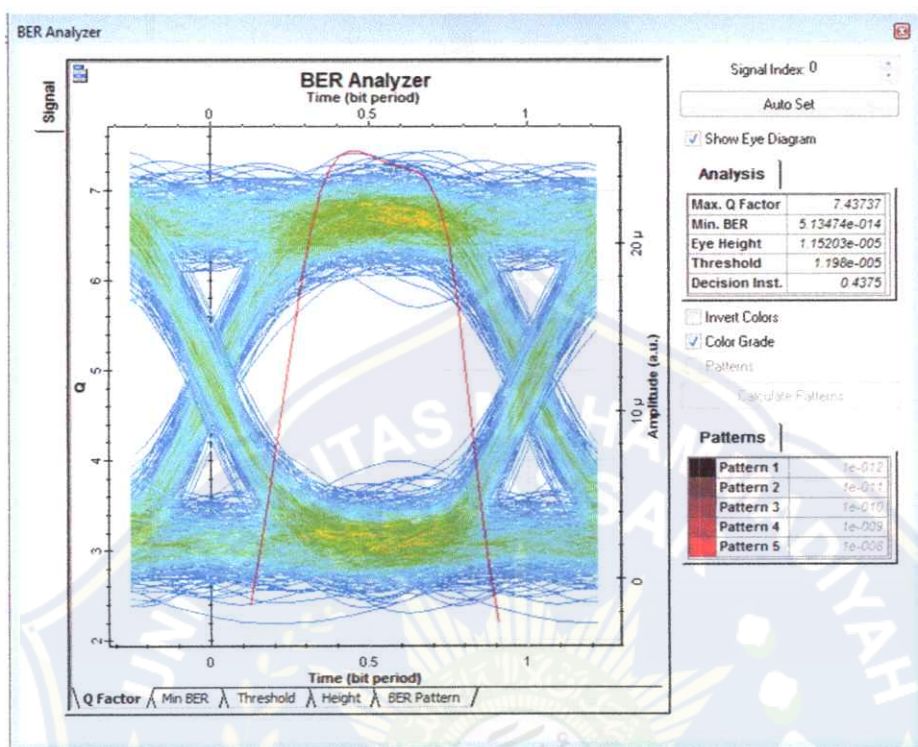 BER Analyzer
Signal
BER Analyzer
Time (bit period)
0 0.5 1
Q
7
6
5
4
3
2
Amplitude (a.u.)
20 µ
10 µ
0
0 0.5 1
Time (bit period)
Q Factor Min BER Threshold Height BER Pattern
Signal Index: 0
Auto Set
Show Eye Diagram
Analysis
Max. Q Factor 7.43737
Min. BER 5.13474e-014
Eye Height 1.15203e-005
Threshold 1.198e-005
Decision Inst. 0.4375
Invert Colors
Color Grade
Patterns
Calculate Patterns
Patterns
Pattern 1 1e-012
Pattern 2 1e-011
Pattern 3 1e-010
Pattern 4 1e-009
Pattern 5 1e-008